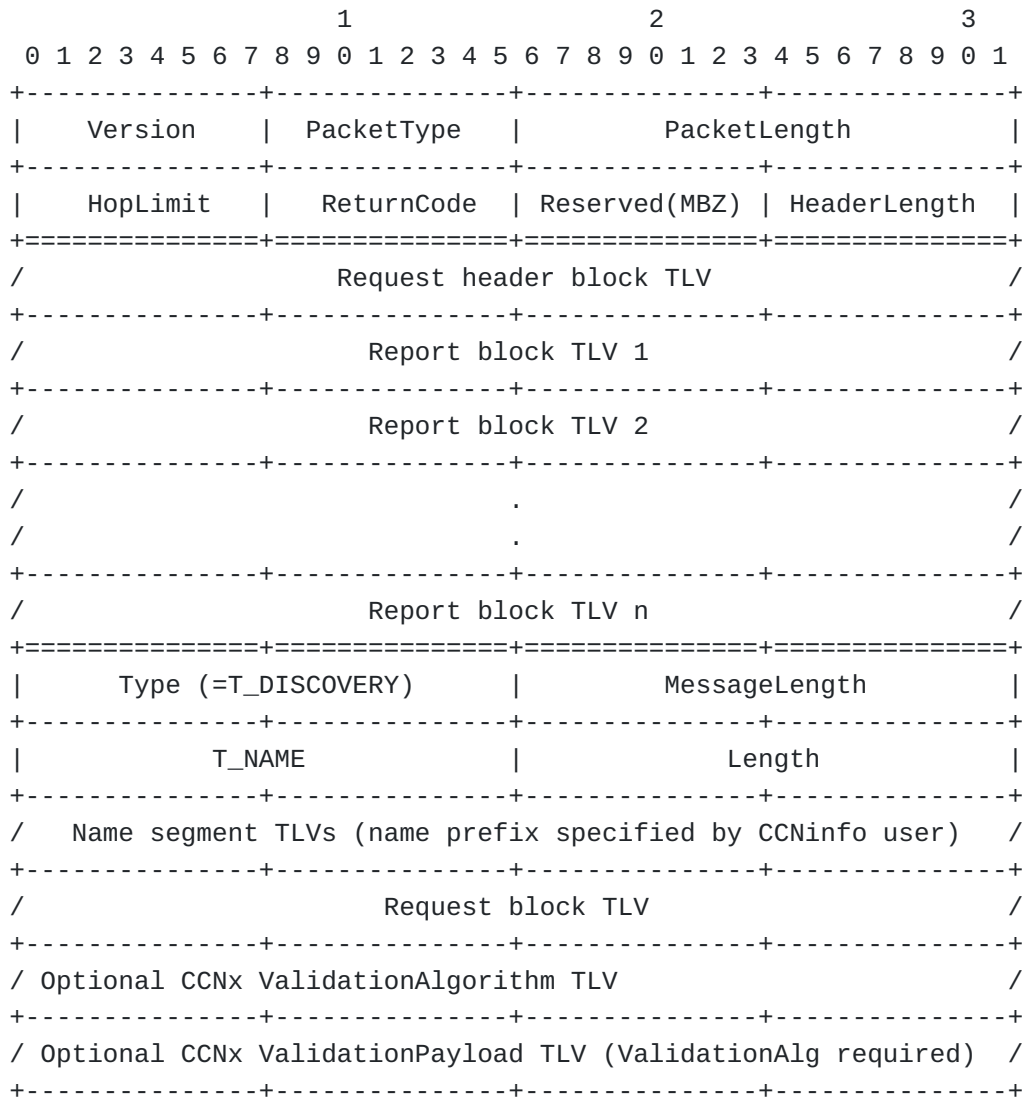 1                   2                   3
 0 1 2 3 4 5 6 7 8 9 0 1 2 3 4 5 6 7 8 9 0 1 2 3 4 5 6 7 8 9 0 1
+---------------+---------------+---------------+---------------+
|    Version    |  PacketType   |         PacketLength          |
+---------------+---------------+---------------+---------------+
|    HopLimit   |   ReturnCode  | Reserved(MBZ) | HeaderLength  |
+===============+===============+===============+===============+
/                    Request header block TLV                   /
+---------------+---------------+---------------+---------------+
/                      Report block TLV 1                       /
+---------------+---------------+---------------+---------------+
/                      Report block TLV 2                       /
+---------------+---------------+---------------+---------------+
/                               .                               /
/                               .                               /
+---------------+---------------+---------------+---------------+
/                      Report block TLV n                       /
+===============+===============+===============+===============+
|      Type (=T_DISCOVERY)      |         MessageLength         |
+---------------+---------------+---------------+---------------+
|            T_NAME             |             Length            |
+---------------+---------------+---------------+---------------+
/   Name segment TLVs (name prefix specified by CCNinfo user)   /
+---------------+---------------+---------------+---------------+
/                       Request block TLV                       /
+---------------+---------------+---------------+---------------+
/ Optional CCNx ValidationAlgorithm TLV                         /
+---------------+---------------+---------------+---------------+
/ Optional CCNx ValidationPayload TLV (ValidationAlg required)  /
+---------------+---------------+---------------+---------------+